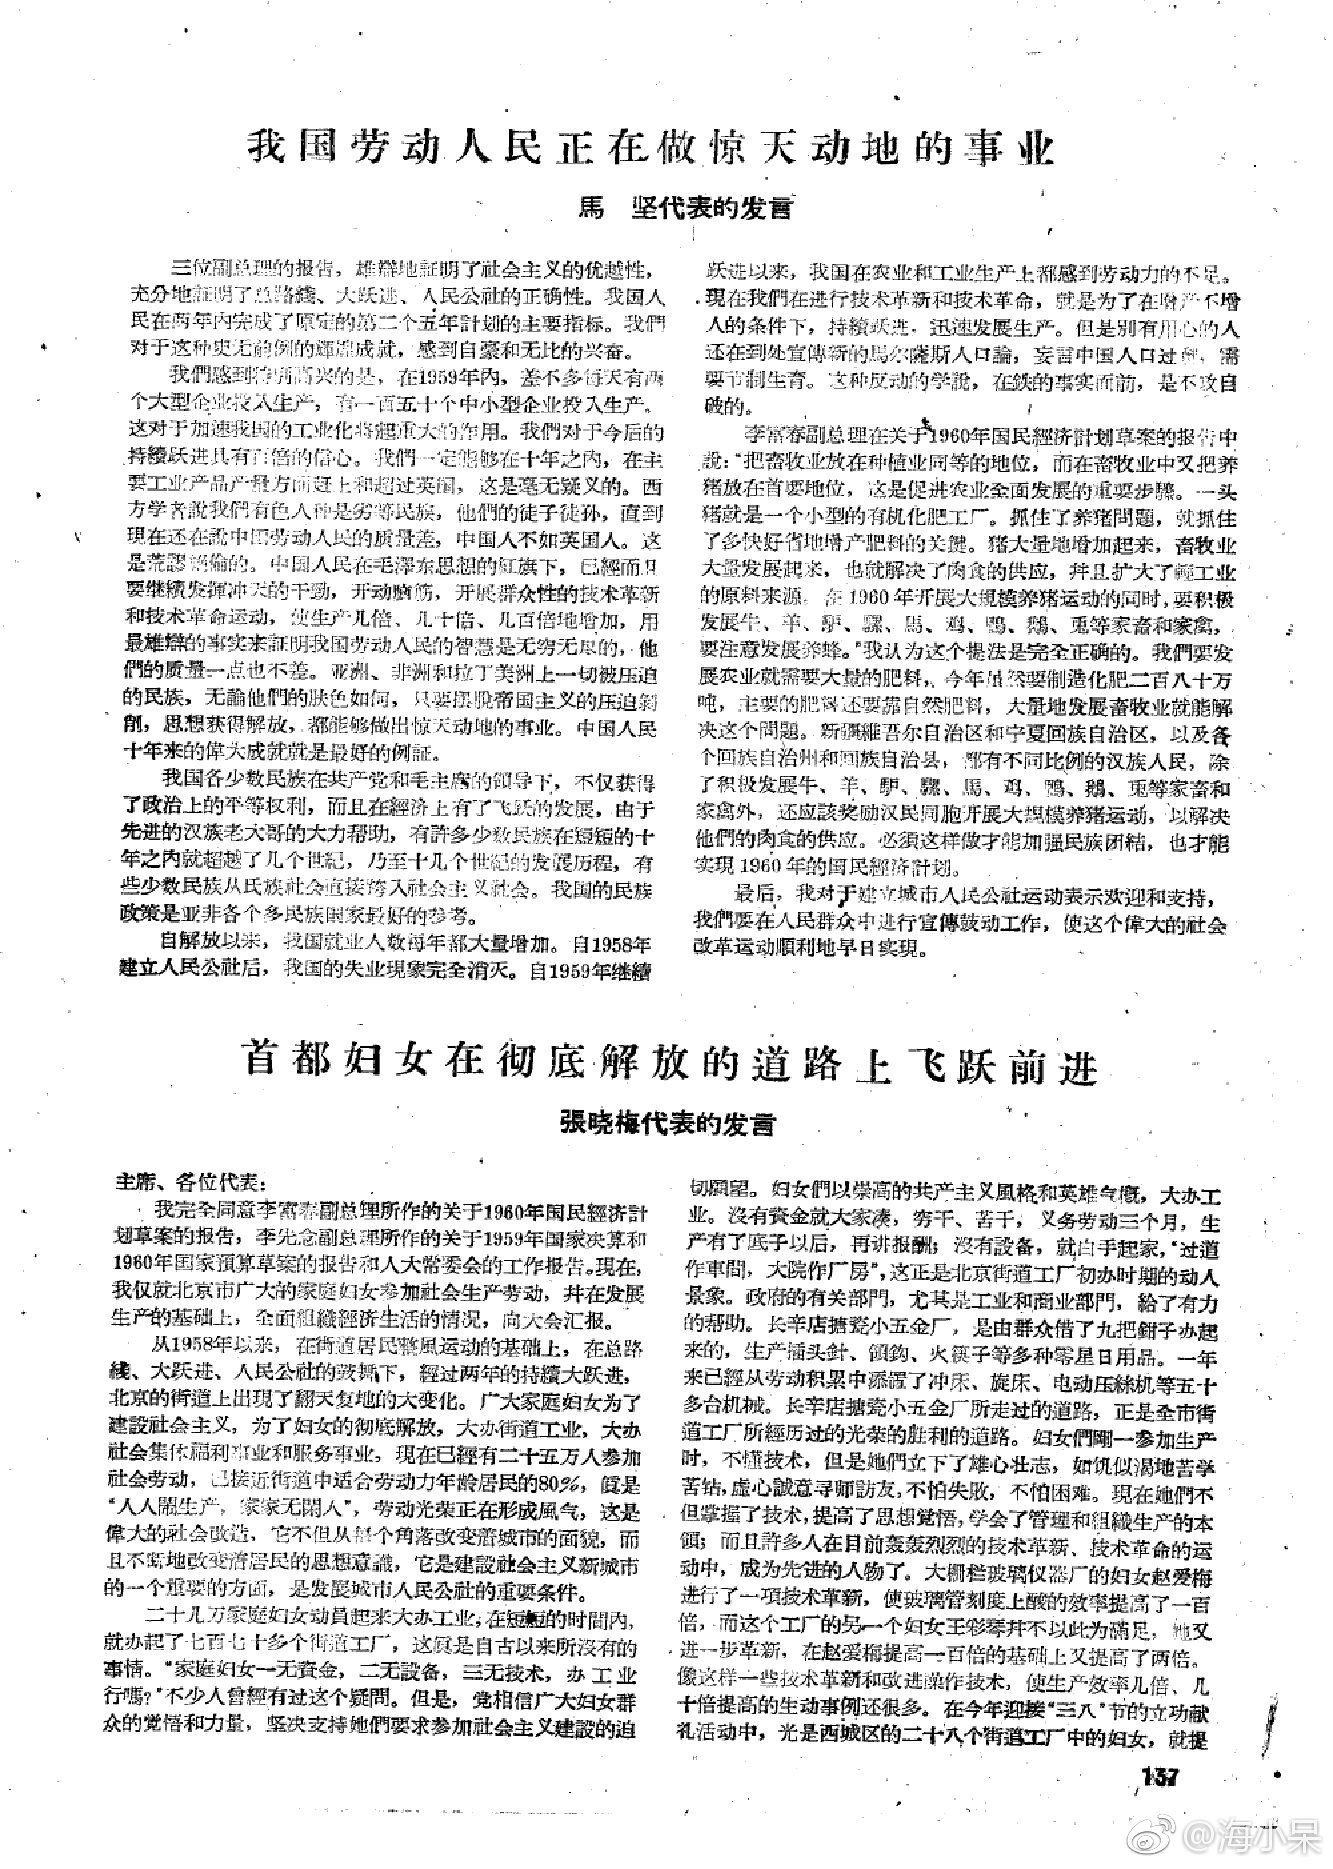 我国劳动人民正在做惊天动地的事业
馬　坚代表的发言
三位副总理的报告，雄辯地証明了社会主义的优越性，
充分地証明了总路綫、大跃进、人民公社的正确性。我国人
民在两年内完成了原定的第二个五年計划的主要指标。我們
对于这种史无前例的輝煌成就，感到自豪和无比的兴奋。
我們感到特別高兴的是，在1959年內，差不多每天有两
个大型企业投入生产，有一百五十个中小型企业投入生产。
这对于加速我国的工业化将起重大的作用。我們对于今后的
持續跃进具有百倍的信心。我們一定能够在十年之內，在主
要工业产品产量方面赶上和超过英国，这是毫无疑义的。西
方学者說我們有色人种是劣等民族，他們的徒子徒孙，直到
現在还在說中国劳动人民的质量差，中国人不如英国人。这
是荒謬絕倫的。中国人民在毛澤东思想的紅旗下，已經而且
要继續发揮冲天的干劲，开动脑筋，开展群众性的技术革新
和技术革命运动，使生产几倍、几十倍、几百倍地增加，用
最雄辯的事实来証明我国劳动人民的智慧是无穷无尽的，他
們的质量一点也不差。亚洲、非洲和拉丁美洲上一切被压迫
的民族，无論他們的肤色如何，只要摆脫帝国主义的压迫剝
削，思想获得解放，都能够做出惊天动地的事业。中国人民
十年来的偉大成就就是最好的例証。
我国各少数民族在共产党和毛主席的領导下，不仅获得
了政治上的平等权利，而且在經济上有了飞跃的发展，由于
先进的汉族老大哥的大力帮助，有許多少数民族在短短的十
年之內就超越了几个世紀，乃至十几个世紀的发展历程，有
些少数民族从氏族社会直接跨入社会主义社会。我国的民族
政策是亚非各个多民族国家最好的参考。
自解放以来，我国就业人数每年都大量增加。自1958年
建立人民公社后，我国的失业現象完全消灭。自1959年继續
跃进以来，我国在农业和工业生产上都感到劳动力的不足。
現在我們在进行技术革新和技术革命，就是为了在增产不增
人的条件下，持續跃进，迅速发展生产。但是別有用心的人
还在到处宣傳新的馬尔薩斯人口論，妄言中国人口过剩，需
要节制生育。这种反动的学說，在鉄的事实面前，是不攻自
破的。
李富春副总理在关于1960年国民經济計划草案的报告中
說：“把畜牧业放在种植业同等的地位，而在畜牧业中又把养
猪放在首要地位，这是促进农业全面发展的重要步驟。一头
猪就是一个小型的有机化肥工厂。抓住了养猪問題，就抓住
了多快好省地增产肥料的关鍵。猪大量地增加起来，畜牧业
大量发展起来，也就解决了肉食的供应，幷且扩大了輕工业
的原料来源。在1960年开展大規模养猪运动的同时，要积极
发展牛、羊、驴、騾、馬、鸡、鴨、鵝、兎等家畜和家禽，
要注意发展养蜂。”我认为这个提法是完全正确的。我們要发
展农业就需要大量的肥料，今年虽然要制造化肥二百八十万
吨，主要的肥料还要靠自然肥料，大量地发展畜牧业就能解
决这个問題。新疆維吾尔自治区和宁夏回族自治区，以及各
个回族自治州和回族自治县，都有不同比例的汉族人民，除
了积极发展牛、羊、驴、騾、馬、鸡、鴨、鵝、兎等家畜和
家禽外，还应該奖励汉民同胞开展大規模养猪运动，以解决
他們的肉食的供应。必須这样做才能加强民族团結，也才能
实現1960年的国民經济計划。
最后，我对于建立城市人民公社运动表示欢迎和支持，
我們要在人民群众中进行宣傳鼓动工作，使这个偉大的社会
改革运动順利地早日实現。
首都妇女在彻底解放的道路上飞跃前进
張晓梅代表的发言
主席、各位代表：
我完全同意李富春副总理所作的关于1960年国民經济計
划草案的报告，李先念副总理所作的关于1959年国家决算和
1960年国家預算草案的报告和人大常委会的工作报告。現在，
我仅就北京市广大的家庭妇女参加社会生产劳动，幷在发展
生产的基础上，全面組織經济生活的情况，向大会汇报。
从1958年以来，在街道居民整風运动的基础上，在总路
綫、大跃进、人民公社的鼓舞下，經过两年的持續大跃进，
北京的街道上出現了翻天复地的大变化。广大家庭妇女为了
建設社会主义，为了妇女的彻底解放，大办街道工业，大办
社会集体福利事业和服务事业，現在已經有二十五万人参加
社会劳动，已接近街道中适合劳动力年龄居民的80%，眞是
“人人閙生产，家家无閑人”，劳动光荣正在形成風气，这是
偉大的社会改造，它不但从每个角落改变着城市的面貌，而
且不断地改变着居民的思想意識，它是建設社会主义新城市
的一个重要的方面，是发展城市人民公社的重要条件。
二十几万家庭妇女动員起来大办工业，在短短的时間內，
就办起了七百七十多个街道工厂，这眞是自古以来所沒有的
事情。“家庭妇女一无資金，二无設备，三无技术，办工业
行嗎？”不少人曾經有过这个疑問。但是，党相信广大妇女群
众的觉悟和力量，坚决支持她們要求参加社会主义建設的迫
切願望。妇女們以崇高的共产主义風格和英雄气慨，大办工
业。沒有資金就大家湊，穷干、苦干，义务劳动三个月，生
产有了底子以后，再讲报酬；沒有設备，就白手起家，“过道
作車間，大院作厂房”，这正是北京街道工厂初办时期的动人
景象。政府的有关部門，尤其是工业和商业部門，給了有力
的帮助。长辛店搪瓷小五金厂，是由群众借了九把鉗子办起
来的，生产插头針、領鈎、火筷子等多种零星日用品。一年
来已經从劳动积累中添置了冲床、旋床、电动压絲机等五十
多台机械。长辛店搪瓷小五金厂所走过的道路，正是全市街
道工厂所經历过的光荣的胜利的道路。妇女們剛一参加生产
时，不懂技术，但是她們立下了雄心壮志，如饥似渴地苦学
苦钻，虛心誠意寻师訪友，不怕失敗，不怕困难。現在她們不
但掌握了技术，提高了思想覚悟，学会了管理和組織生产的本
領；而且許多人在目前轰轰烈烈的技术革新、技术革命的运
动中，成为先进的人物了。大栅栏玻璃仪器厂的妇女赵爱梅
进行了一項技术革新，使玻璃管刻度上酸的效率提高了一百
倍，而这个工厂的另一个妇女王彩琴幷不以此为滿足，她又
进一步革新，在赵爱梅提高一百倍的基础上又提高了两倍。
像这样一些技术革新和改进操作技术，使生产效率几倍、几
十倍提高的生动事例还很多。在今年迎接“三八”节的立功献
礼活动中，光是西城区的二十八个街道工厂中的妇女，就提
137
@海小呆